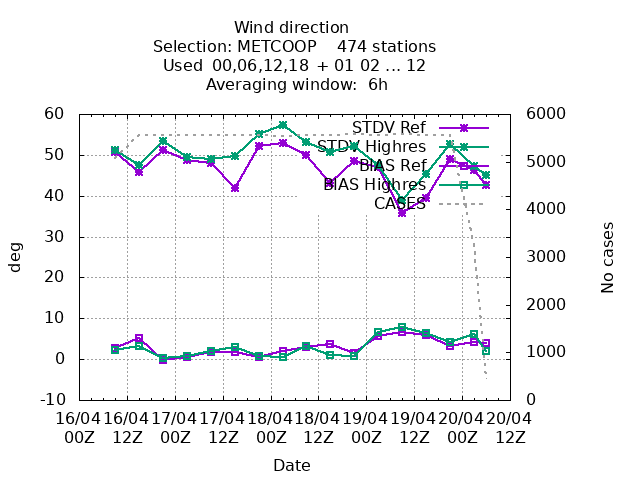 Wind direction
Selection: METCOOP 474 stations
Used 00,06,12,18 + 01 02 ... 12
Averaging window: 6h
60
50
40
30
20
10
0
-10
deg
6000
5000
4000
3000
2000
1000
0
No cases
STDV Ref
STDV Highres
BIAS Ref
BIAS Highres
CASES
16/04 16/04 17/04 17/04 18/04 18/04 19/04 19/04 20/04 20/04
00Z 12Z 00Z 12Z 00Z 12Z 00Z 12Z 00Z 12Z
Date